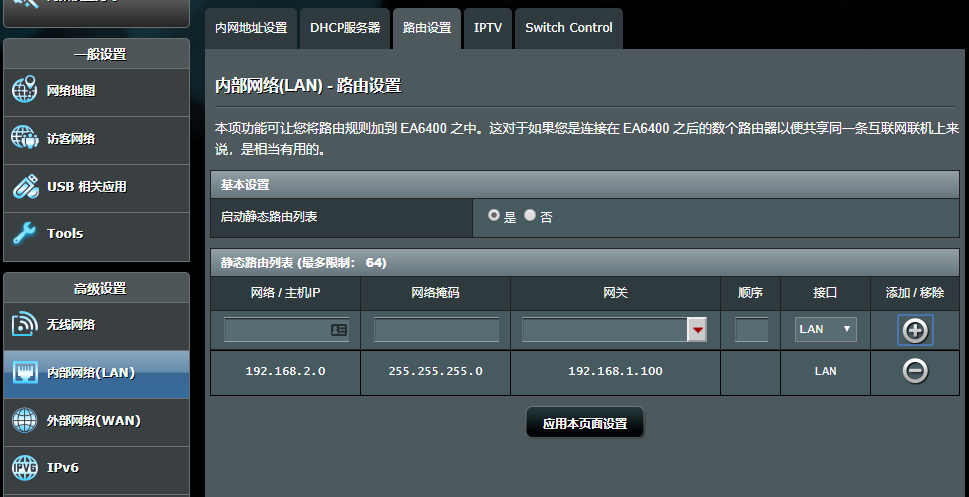 一般设置
网络地图
访客网络
USB 相关应用
Tools
高级设置
无线网络
内部网络(LAN)
外部网络(WAN)
IPv6
内网地址设置 DHCP服务器 路由设置 IPTV Switch Control
内部网络(LAN) - 路由设置
本项功能可让您将路由规则加到 EA6400 之中。这对于如果您是连接在 EA6400 之后的数个路由器以便共享同一条互联网联机上来
说，是相当有用的。
基本设置
启动静态路由列表 是 否
静态路由列表 (最多限制： 64)
网络 / 主机IP 网络掩码 网关 顺序 接口 添加 / 移除
LAN
192.168.2.0 255.255.255.0 192.168.1.100 LAN
应用本页面设置